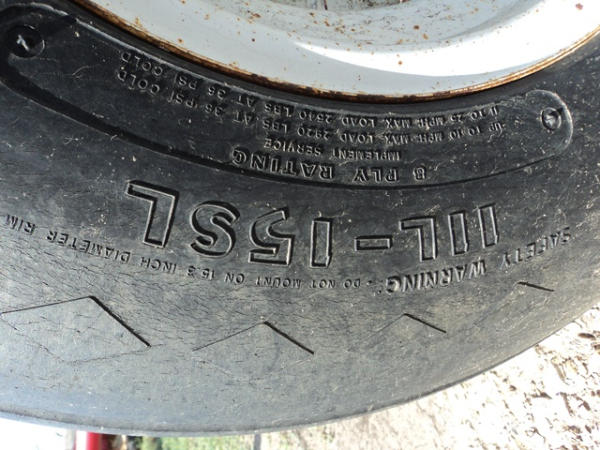 SAFETY WARNING - DO NOT MOUNT ON 15.3 INCH DIAMETER RIM
11L-15SL
8 PLY RATING
IMPLEMENT SERVICE
UP TO 10 MPH: MAX. LOAD, 2920 LBS AT 36 PSI COLD
11 TO 25 MPH: MAX. LOAD 2540 LBS AT 36 PSI COLD